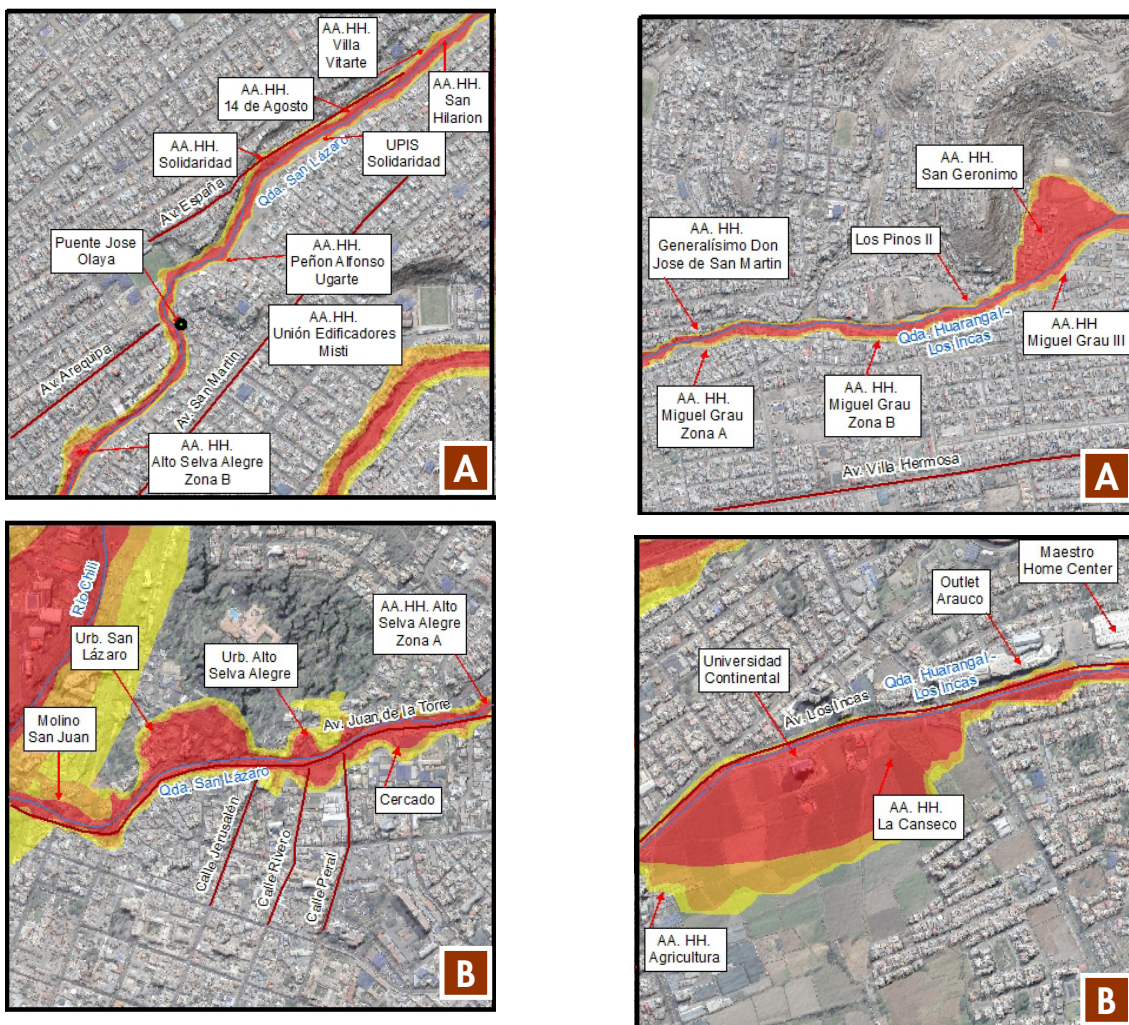 AA.HH.
Villa
Vitarte
AA.HH.
14 de Agosto
AA.HH.
San
Hilarion
AA.HH.
Solidaridad
UPIS
Solidaridad
Qda. San Lázaro
Av. España
Puente Jose
Olaya
AA.HH.
Peñon Alfonso
Ugarte
AA.HH.
Unión Edificadores
Misti
Av. Arequipa
Av. San Martin
AA. HH.
Alto Selva Alegre
Zona B
A
AA. HH.
San Geronimo
AA. HH.
Generalísimo Don
Jose de San Martin
Los Pinos II
Qda. Huarangal -
Los Incas
AA.HH
Miguel Grau III
AA. HH.
Miguel Grau
Zona A
AA. HH.
Miguel Grau
Zona B
Av. Villa Hermosa
A
Río Chili
Urb. San
Lázaro
Urb. Alto
Selva Alegre
AA.HH. Alto
Selva Alegre
Zona A
Molino
San Juan
Av. Juan de la Torre
Qda. San Lázaro
Cercado
Calle Jerusalén
Calle Rivero
Calle Peral
B
Maestro
Home Center
Outlet
Arauco
Universidad
Continental
Qda. Huarangal -
Los Incas
Av. Los Incas
AA. HH.
La Canseco
AA. HH.
Agricultura
B